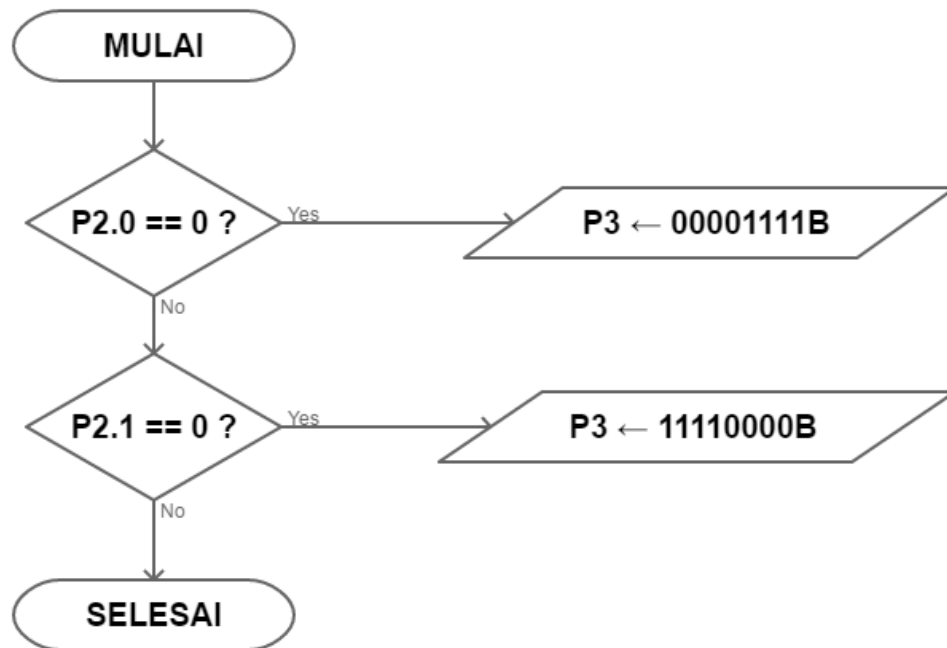 MULAI
P2.0 == 0 ?
Yes
P3 ← 00001111B
No
P2.1 == 0 ?
Yes
P3 ← 11110000B
No
SELESAI